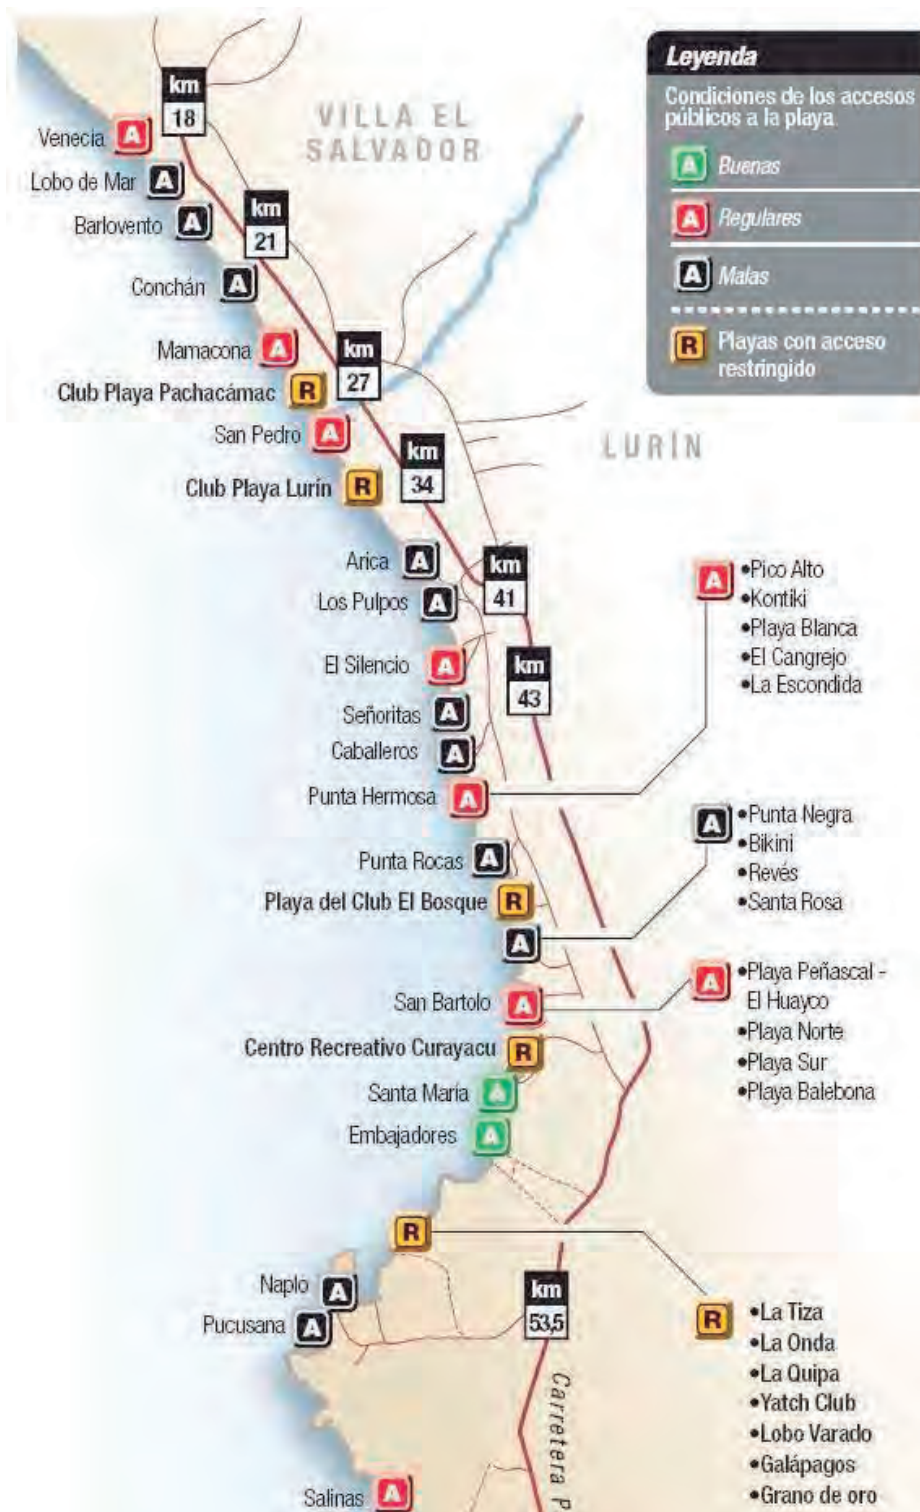 Leyenda
Condiciones de los accesos
públicos a la playa
A Buenas
A Regulares
A Malas
R Playas con acceso
restringido
km
18
VILLA EL
SALVADOR
Venecia A
Lobo de Mar A
km
21
Barlovento A
Conchán A
Mamacona A
km
27
Club Playa Pachacámac R
San Pedro A
LURÍN
km
34
Club Playa Lurín R
Arica A
km
41
Los Pulpos A
El Silencio A
km
43
Señoritas A
Caballeros A
Punta Hermosa A
A
•Pico Alto
•Kontiki
•Playa Blanca
•El Cangrejo
•La Escondida
Punta Rocas A
Playa del Club El Bosque R
A
A
•Punta Negra
•Bikini
•Revés
•Santa Rosa
San Bartolo A
A
•Playa Peñascal -
El Huayco
•Playa Norte
•Playa Sur
•Playa Balebona
Centro Recreativo Curayacu R
Santa María A
Embajadores A
R
Naplo A
Pucusana A
km
53,5
R
•La Tiza
•La Onda
•La Quipa
•Yatch Club
•Lobo Varado
•Galápagos
•Grano de oro
Carretera P
Salinas A